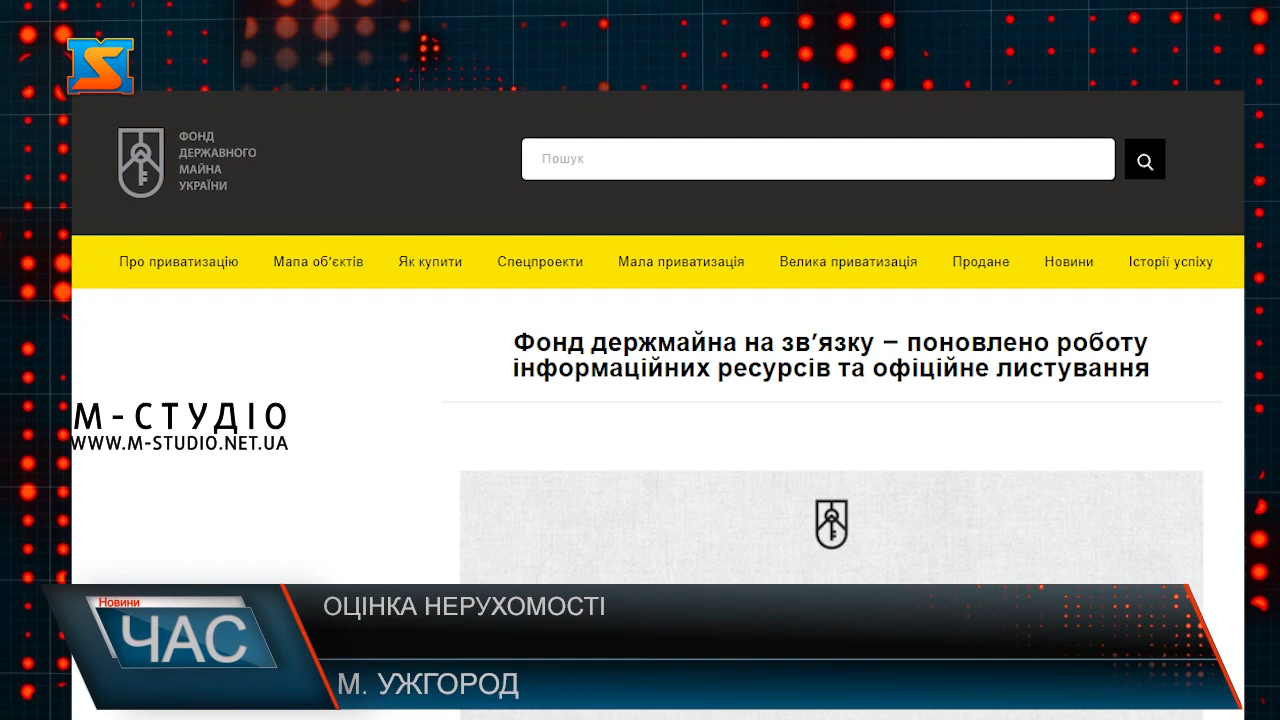 ФОНД
ДЕРЖАВНОГО
МАЙНА
УКРАЇНИ
Пошук
Про приватизацію Мапа об'єктів Як купити Спецпроекти Мала приватизація Велика приватизація Продане Новини Історії успіху
Фонд держмайна на зв'язку – поновлено роботу
інформаційних ресурсів та офіційне листування
М-СТУДІО
WWW.M-STUDIO.NET.UA
Новини
ЧАС
ОЦІНКА НЕРУХОМОСТІ
М. УЖГОРОД